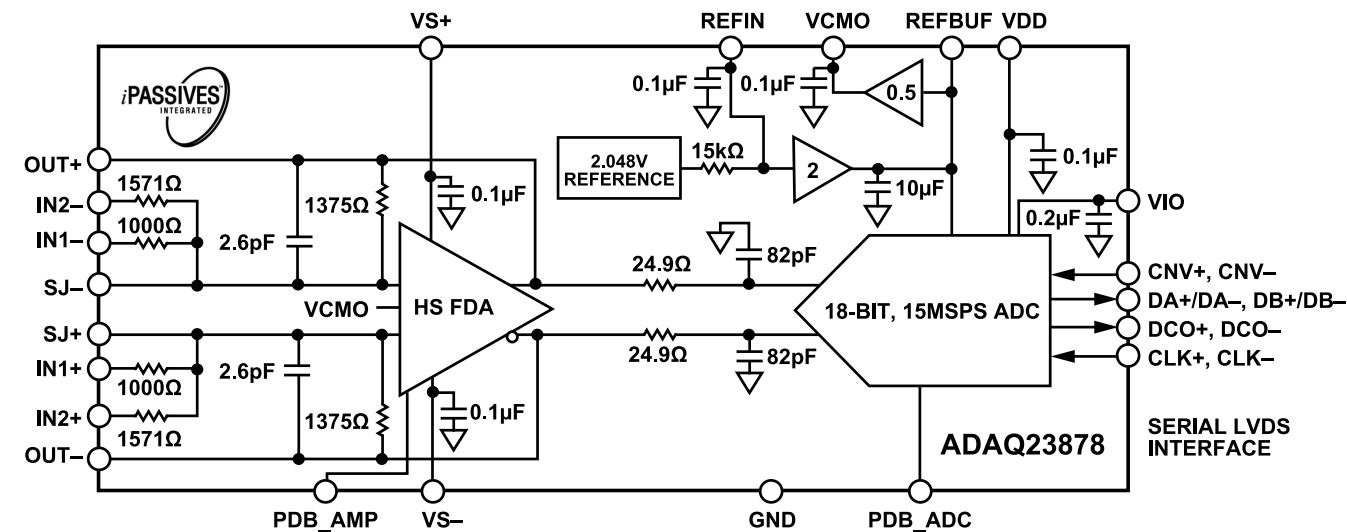 VS+
REFIN
VCMO
REFBUF
VDD
iPASSIVES™
INTEGRATED
0.1µF
0.1µF
0.5
OUT+
2.048V
REFERENCE
15kΩ
2
10µF
0.1µF
1571Ω
IN2–
1000Ω
IN1–
2.6pF
1375Ω
0.1µF
0.2µF
VIO
SJ–
24.9Ω
82pF
VCMO
HS FDA
18-BIT, 15MSPS ADC
CNV+, CNV–
DA+/DA–, DB+/DB–
DCO+, DCO–
CLK+, CLK–
SJ+
24.9Ω
82pF
IN1+
1000Ω
2.6pF
IN2+
1571Ω
1375Ω
0.1µF
OUT–
ADAQ23878
SERIAL LVDS
INTERFACE
PDB_AMP
VS–
GND
PDB_ADC